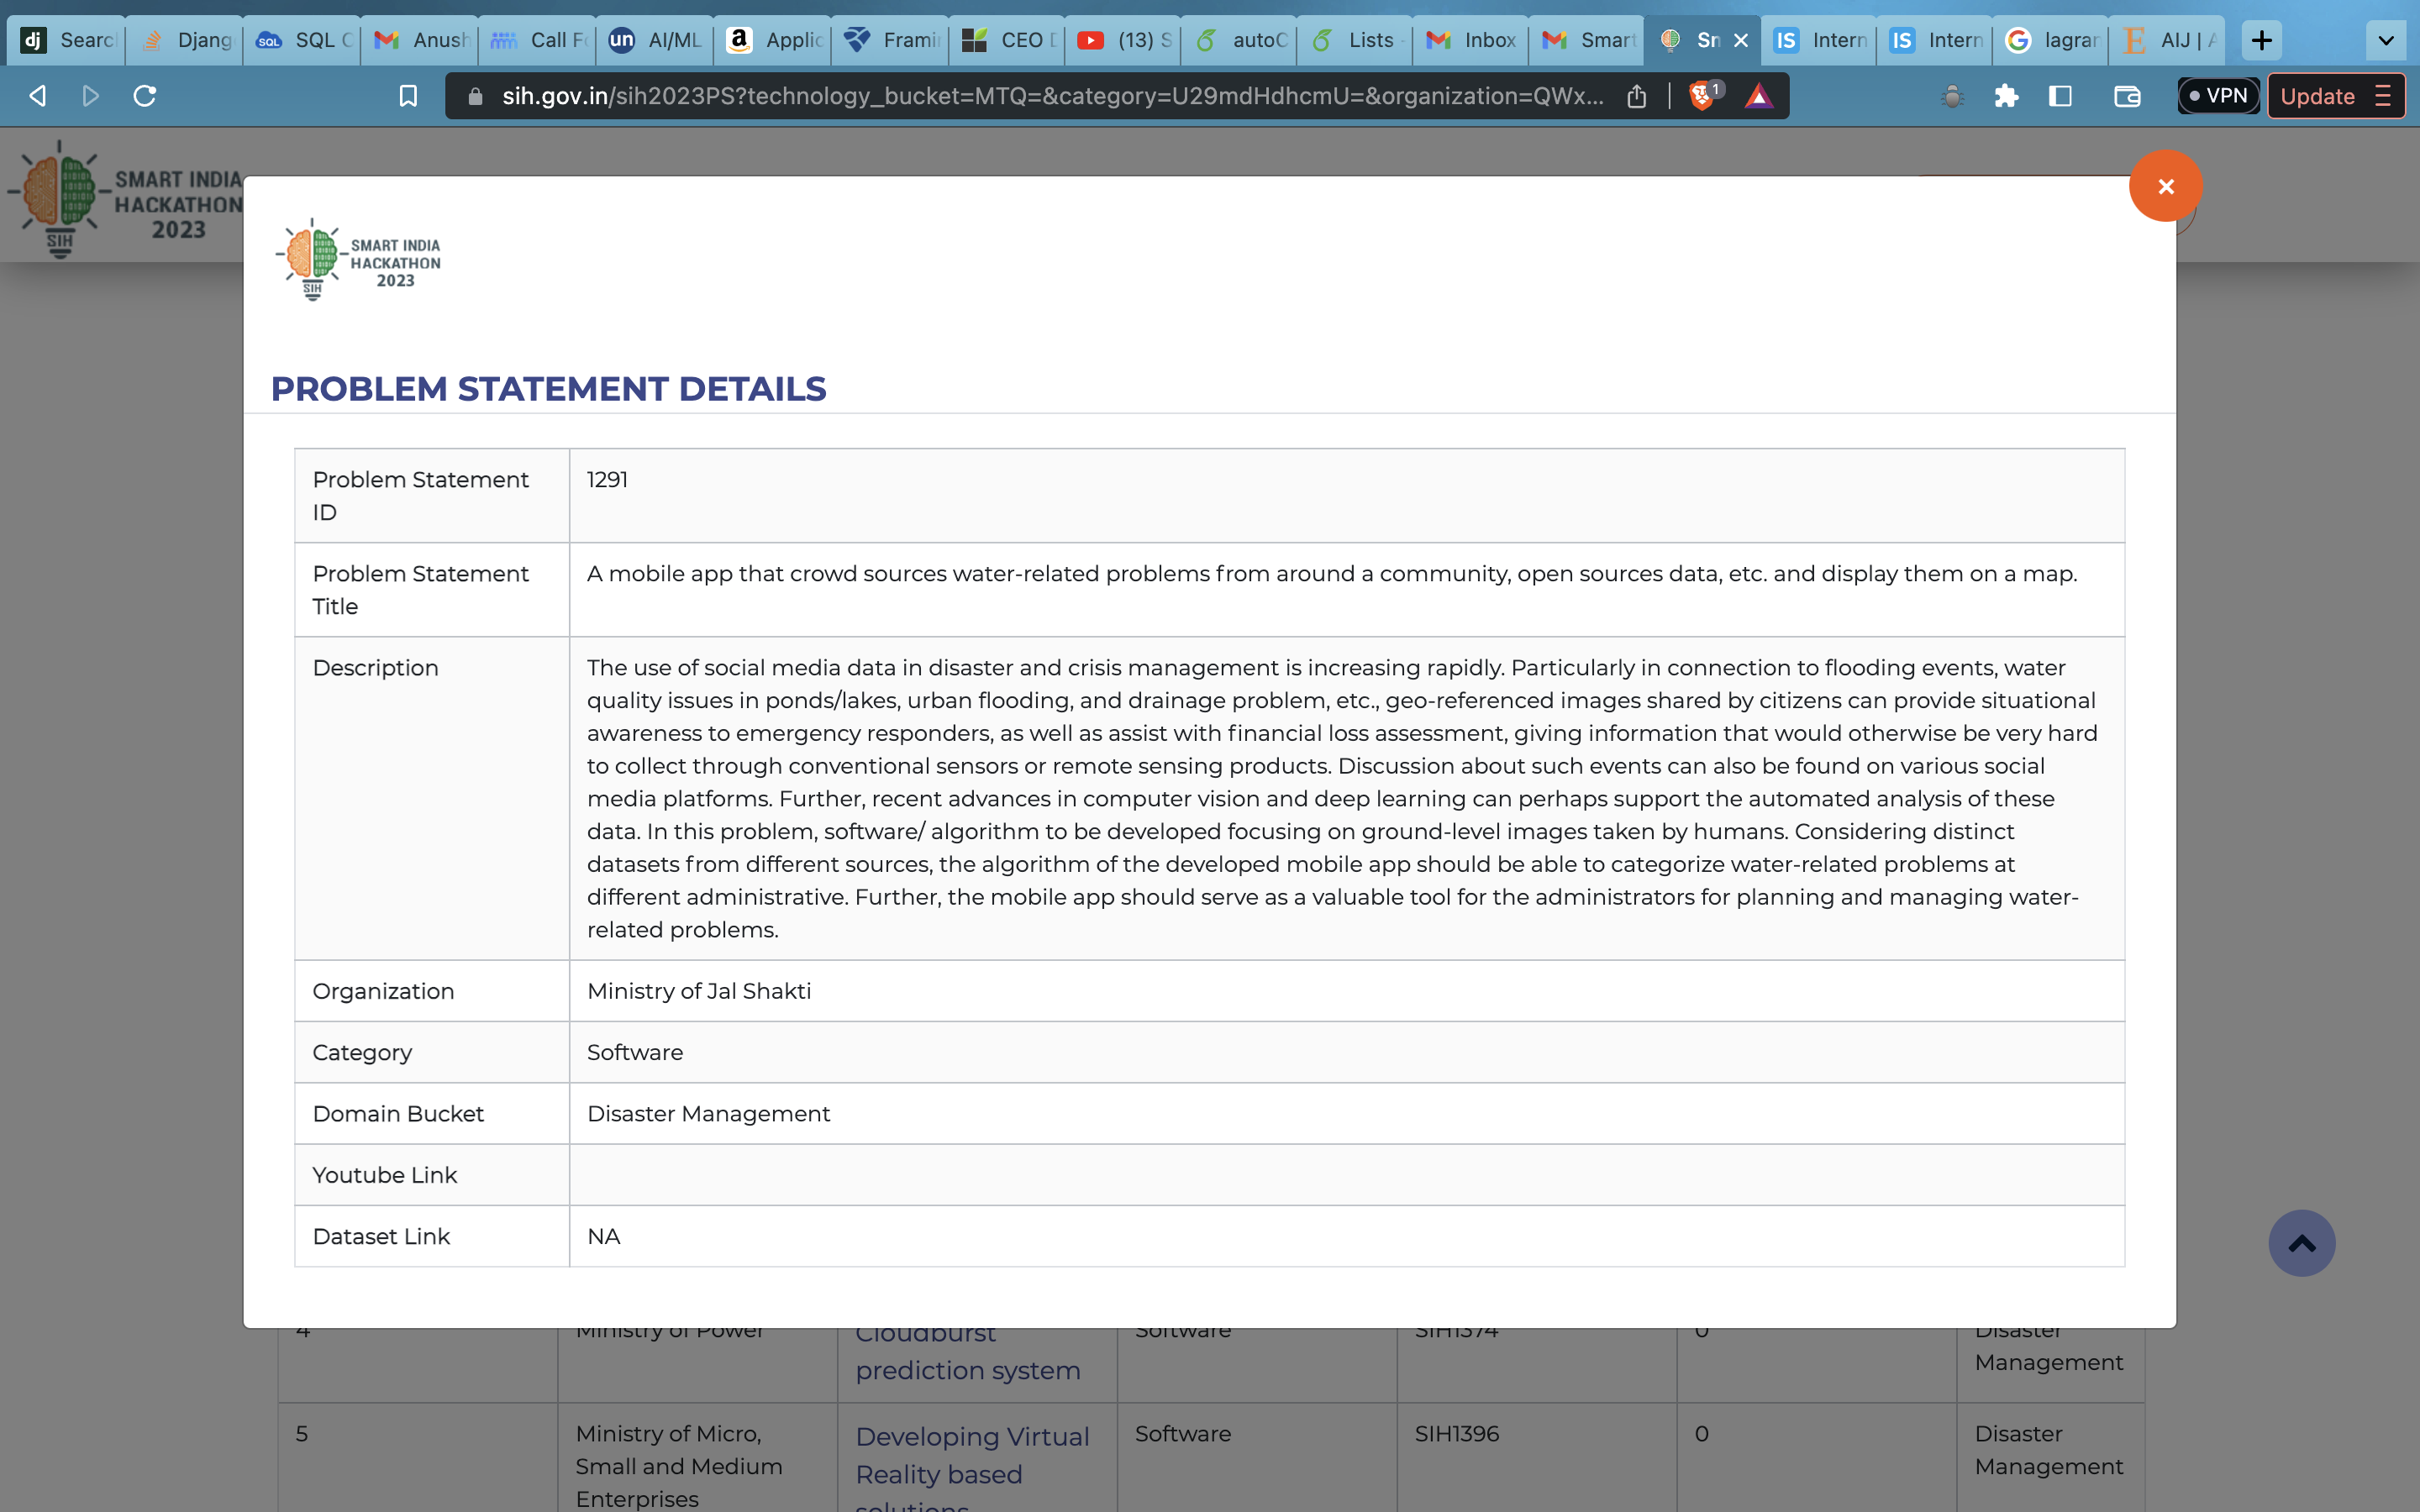 dj Searc Djang SQL SQL C Anush Call Fo un AI/ML a Applic Framin CEO D (13) S autoC Lists Inbox Smart Sm IS Intern IS Intern lagran E AIJ | A
sih.gov.in/sih2023PS?technology_bucket=MTQ=&category=U29mdHdhcmU=&organization=QWx... 1 VPN Update
SMART INDIA
HACKATHON
2023
SIH
SMART INDIA
HACKATHON
2023
SIH
PROBLEM STATEMENT DETAILS
Problem Statement 1291
ID
Problem Statement A mobile app that crowd sources water-related problems from around a community, open sources data, etc. and display them on a map.
Title
Description The use of social media data in disaster and crisis management is increasing rapidly. Particularly in connection to flooding events, water
quality issues in ponds/lakes, urban flooding, and drainage problem, etc., geo-referenced images shared by citizens can provide situational
awareness to emergency responders, as well as assist with financial loss assessment, giving information that would otherwise be very hard
to collect through conventional sensors or remote sensing products. Discussion about such events can also be found on various social
media platforms. Further, recent advances in computer vision and deep learning can perhaps support the automated analysis of these
data. In this problem, software/ algorithm to be developed focusing on ground-level images taken by humans. Considering distinct
datasets from different sources, the algorithm of the developed mobile app should be able to categorize water-related problems at
different administrative. Further, the mobile app should serve as a valuable tool for the administrators for planning and managing water-
related problems.
Organization Ministry of Jal Shakti
Category Software
Domain Bucket Disaster Management
Youtube Link
Dataset Link NA
4 Ministry of Power Cloudburst Software SIH1374 0 Disaster
prediction system Management
5 Ministry of Micro, Developing Virtual Software SIH1396 0 Disaster
Small and Medium Reality based Management
Enterprises solutions